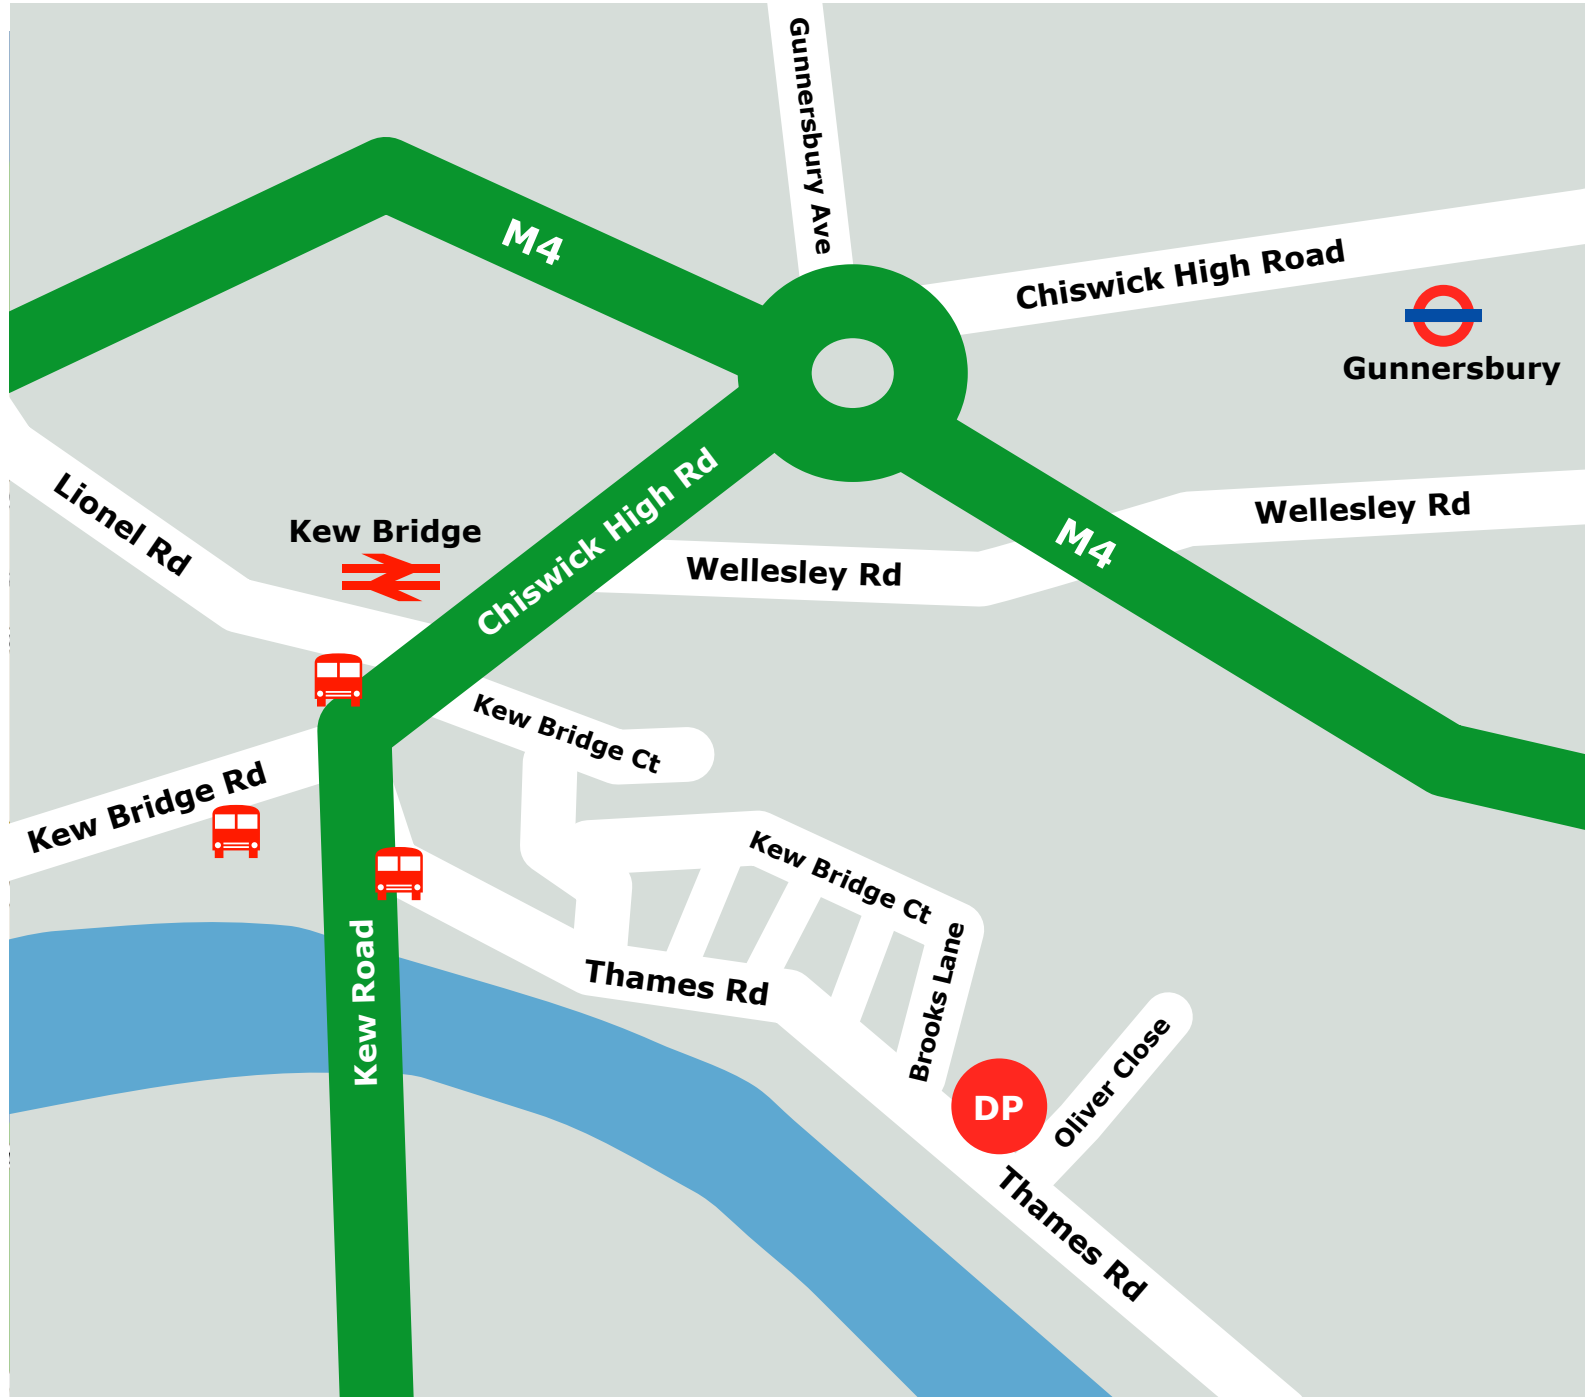 Gunnersbury Ave
M4
Chiswick High Road
Gunnersbury
Chiswick High Rd
Lionel Rd
Kew Bridge
Wellesley Rd
M4
Wellesley Rd
Kew Bridge Ct
Kew Bridge Rd
Kew Bridge Ct
Kew Road
Thames Rd
Brooks Lane
DP
Oliver Close
Thames Rd